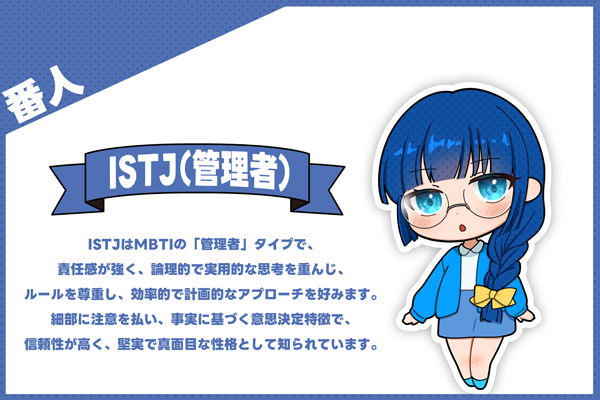 番人
ISTJ(管理者)
ISTJはMBTIの「管理者」タイプで、
責任感が強く、論理的で実用的な思考を重んじ、
ルールを尊重し、効率的で計画的なアプローチを好みます。
細部に注意を払い、事実に基づく意思決定特徴で、
信頼性が高く、堅実で真面目な性格として知られています。